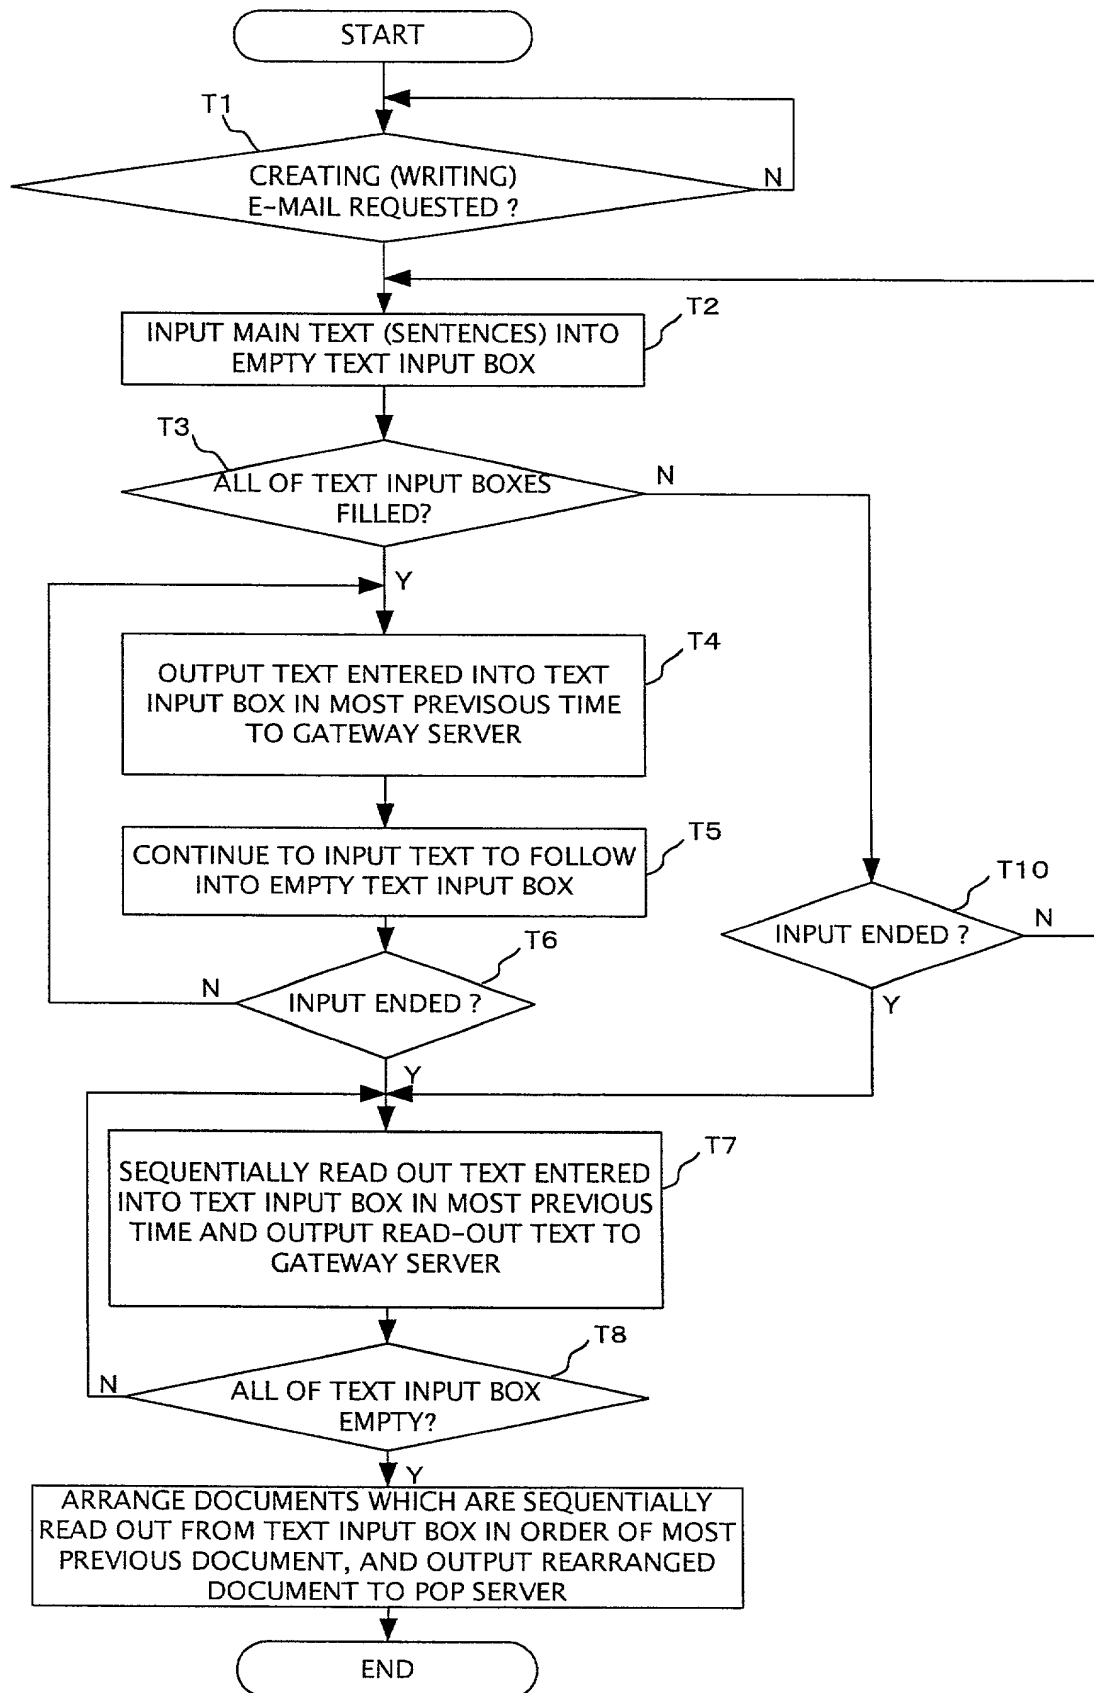 START
T1
CREATING (WRITING)
E-MAIL REQUESTED ?
N
T2
INPUT MAIN TEXT (SENTENCES) INTO
EMPTY TEXT INPUT BOX
T3
ALL OF TEXT INPUT BOXES
FILLED?
N
Y
T4
OUTPUT TEXT ENTERED INTO TEXT
INPUT BOX IN MOST PREVISOUS TIME
TO GATEWAY SERVER
T5
CONTINUE TO INPUT TEXT TO FOLLOW
INTO EMPTY TEXT INPUT BOX
T10
INPUT ENDED ?
N
Y
T6
INPUT ENDED ?
N
Y
T7
SEQUENTIALLY READ OUT TEXT ENTERED
INTO TEXT INPUT BOX IN MOST PREVIOUS
TIME AND OUTPUT READ-OUT TEXT TO
GATEWAY SERVER
T8
ALL OF TEXT INPUT BOX
EMPTY?
N
Y
ARRANGE DOCUMENTS WHICH ARE SEQUENTIALLY
READ OUT FROM TEXT INPUT BOX IN ORDER OF MOST
PREVIOUS DOCUMENT, AND OUTPUT REARRANGED
DOCUMENT TO POP SERVER
END